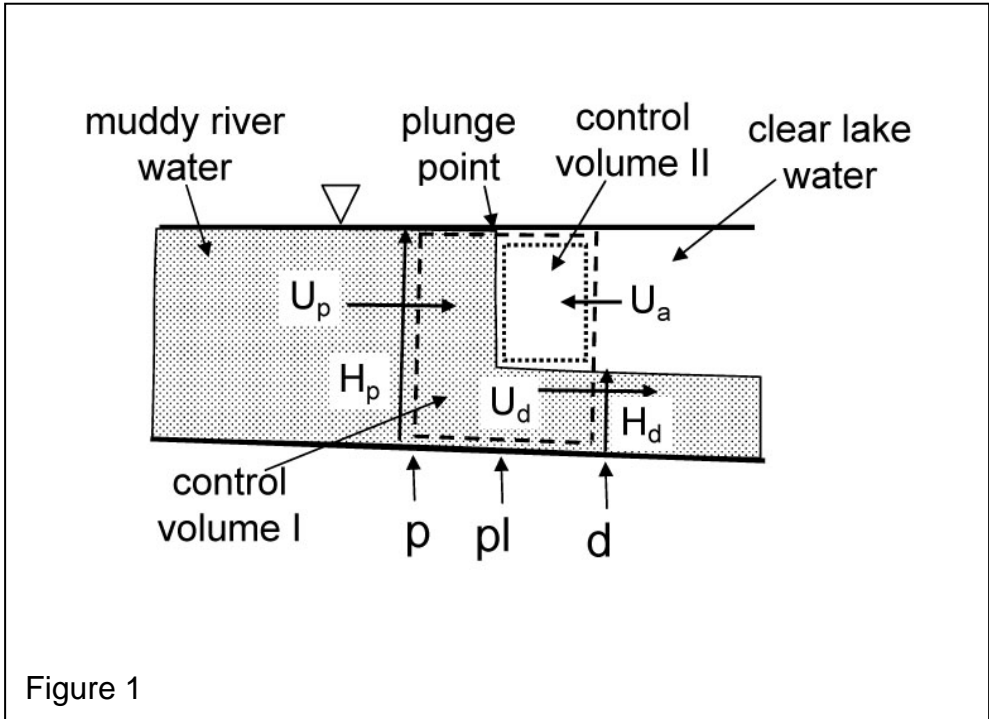 muddy river
water
plunge
point
control
volume II
clear lake
water
U_p
U_a
H_p
U_d
H_d
control
volume I
p
pl
d
Figure 1